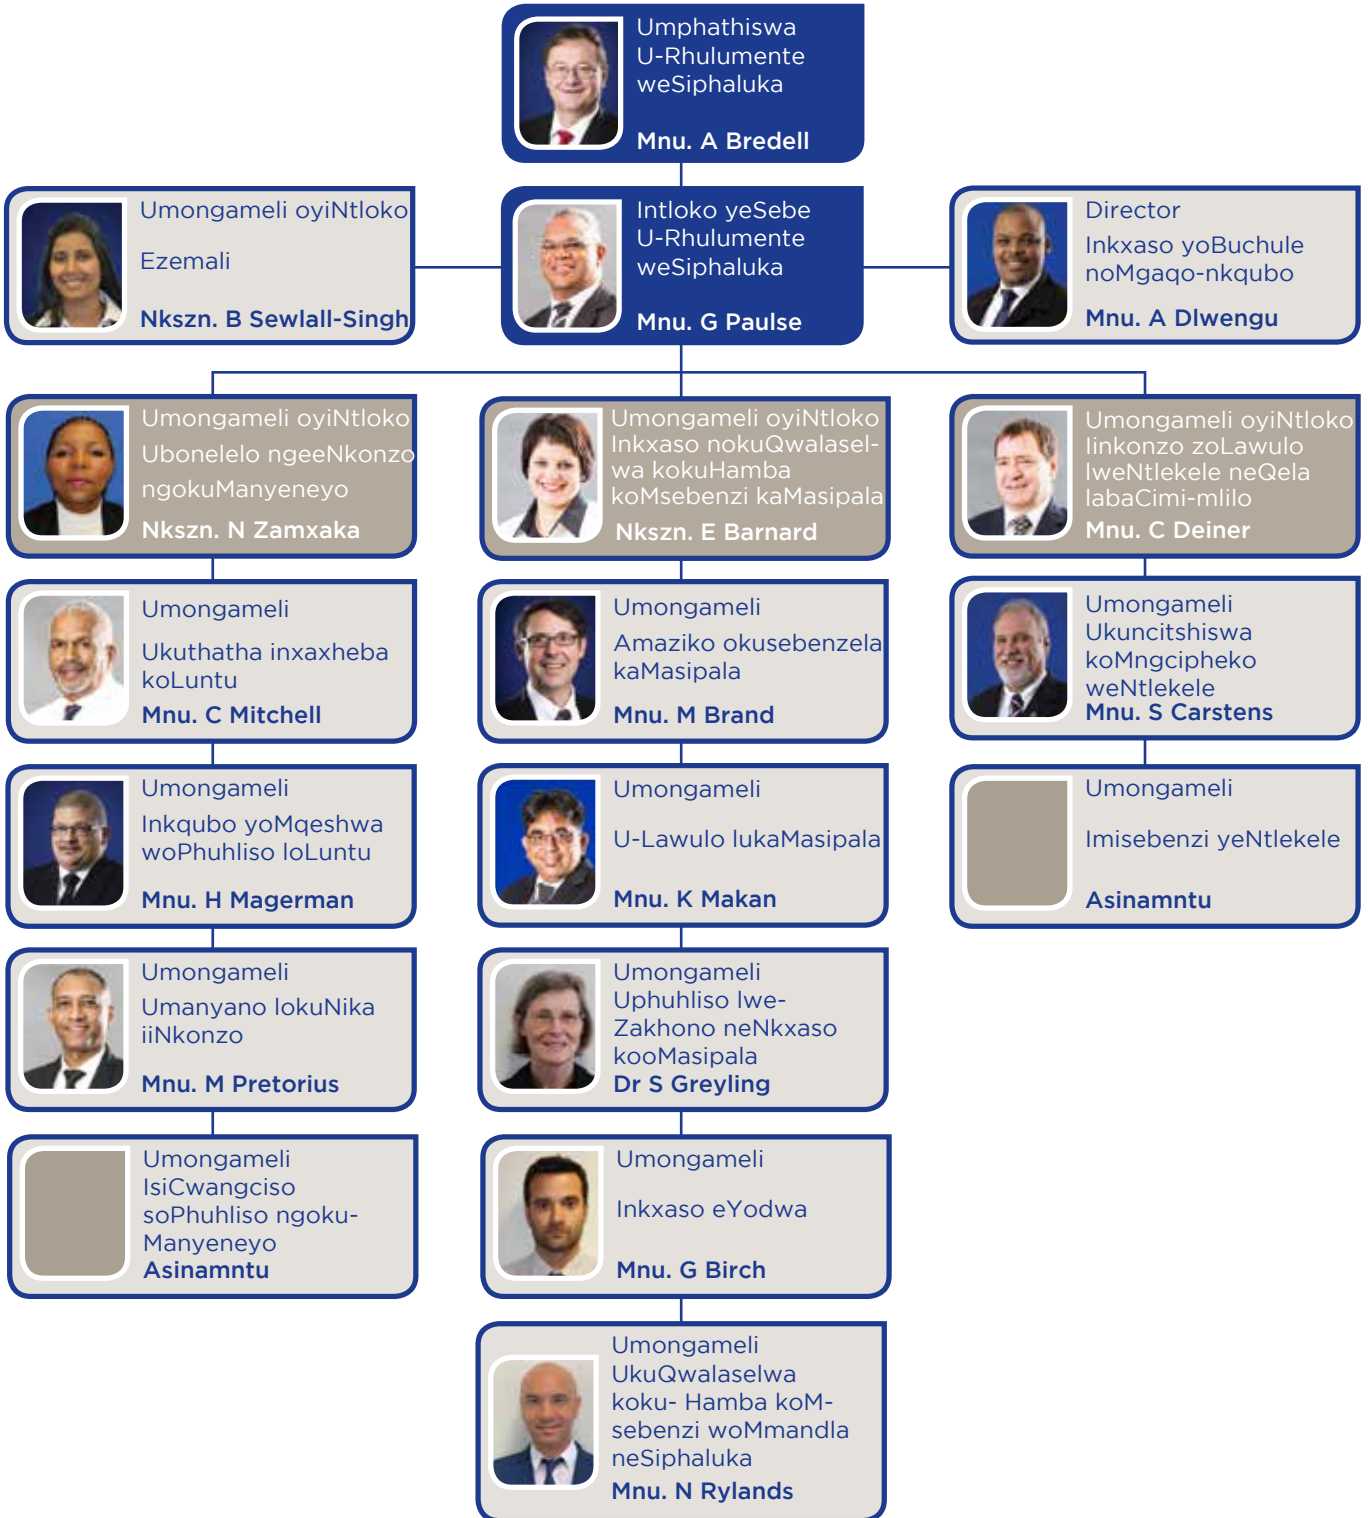 Umphathiswa
U-Rhulumente
weSiphaluka
Mnu. A Bredell
Umongameli oyiNtloko
Ezemali
Nkszn. B Sewlall-Singh
Intloko yeSebe
U-Rhulumente
weSiphaluka
Mnu. G Paulse
Director
Inkxaso yoBuchule
noMgaqo-nkqubo
Mnu. A Dlwengu
Umongameli oyiNtloko
Ubonelelo ngeeNkonzo
ngokuManyeneyo
Nkszn. N Zamxaka
Umongameli
Ukuthatha inxaxheba
koLuntu
Mnu. C Mitchell
Umongameli
Inkqubo yoMqeshwa
woPhuhliso loLuntu
Mnu. H Magerman
Umongameli
Umanyano lokuNika
iiNkonzo
Mnu. M Pretorius
Umongameli
IsiCwangciso
soPhuhliso ngoku-
Manyeneyo
Asinamntu
Umongameli oyiNtloko
Inkxaso nokuQwalasel-
wa kokuHamba
koMsebenzi kaMasipala
Nkszn. E Barnard
Umongameli
Amaziko okusebenzela
kaMasipala
Mnu. M Brand
Umongameli
U-Lawulo lukaMasipala
Mnu. K Makan
Umongameli
Uphuhliso lwe-
Zakhono neNkxaso
kooMasipala
Dr S Greyling
Umongameli
Inkxaso eYodwa
Mnu. G Birch
Umongameli
UkuQwalaselwa
koku- Hamba koM-
sebenzi woMmandla
neSiphaluka
Mnu. N Rylands
Umongameli oyiNtloko
Iinkonzo zoLawulo
lweNtlekele neQela
labaCimi-mlilo
Mnu. C Deiner
Umongameli
Ukuncitshiswa
koMngcipheko
weNtlekele
Mnu. S Carstens
Umongameli
Imisebenzi yeNtlekele
Asinamntu